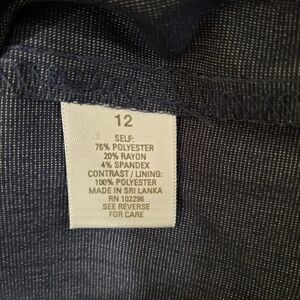 12
SELF:
76% POLYESTER
20% RAYON
4% SPANDEX
CONTRAST / LINING:
100% POLYESTER
MADE IN SRI LANKA
RN 102296
SEE REVERSE
FOR CARE